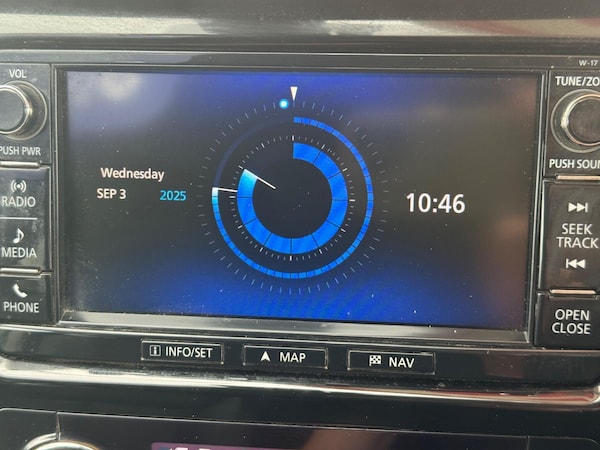 W-17
VOL
PUSH PWR
RADIO
MEDIA
PHONE
Wednesday
SEP 3 2025
10:46
PUSH SOUN
SEEK
TRACK
OPEN
CLOSE
TUNE/ZO
i INFO/SET
MAP
NAV